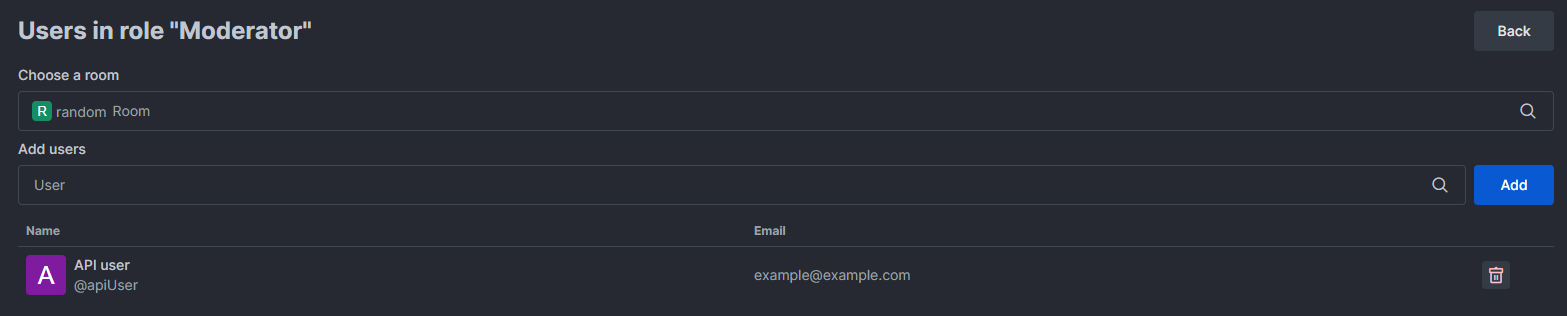 Users in role "Moderator"
Back
Choose a room
R random Room
Add users
User
Add
Name Email
A
API user
@apiUser
example@example.com